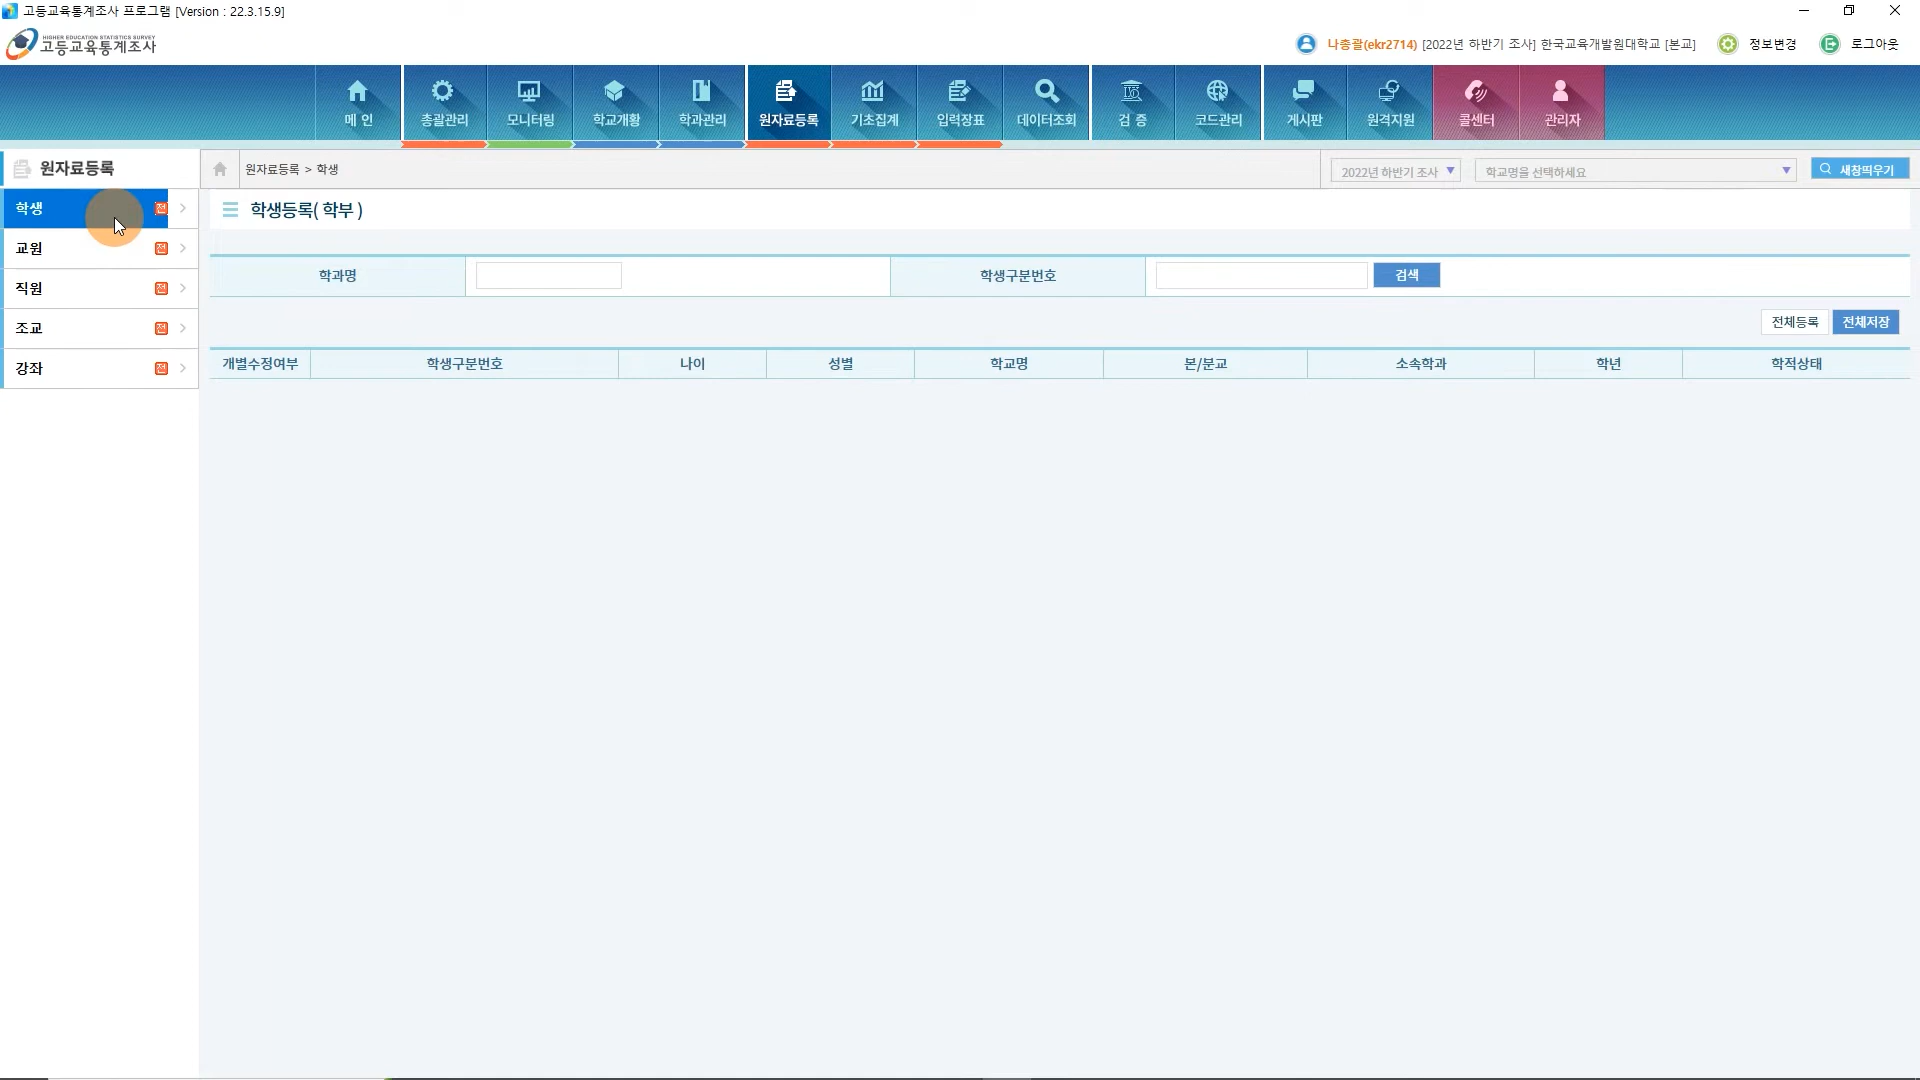 고등교육통계조사 프로그램 [Version : 22.3.15.9]
HIGHER EDUCATION STATISTICS SURVEY
고등교육통계조사
나총괄(ekr2714) [2022년 하반기 조사] 한국교육개발원대학교 [본교] 정보변경 로그아웃
메 인 총괄관리 모니터링 학교개황 학과관리 원자료등록 기초집계 입력장표 데이터조회 검 증 코드관리 게시판 원격지원 콜센터 관리자
원자료등록 원자료등록 > 학생 2022년 하반기 조사 학교명을 선택하세요 새창띄우기
학생 전
교원 전
직원 전
조교 전
강좌 전
학생등록( 학부 )
학과명 학생구분번호 검색
전체등록 전체저장
개별수정여부 학생구분번호 나이 성별 학교명 본/분교 소속학과 학년 학적상태